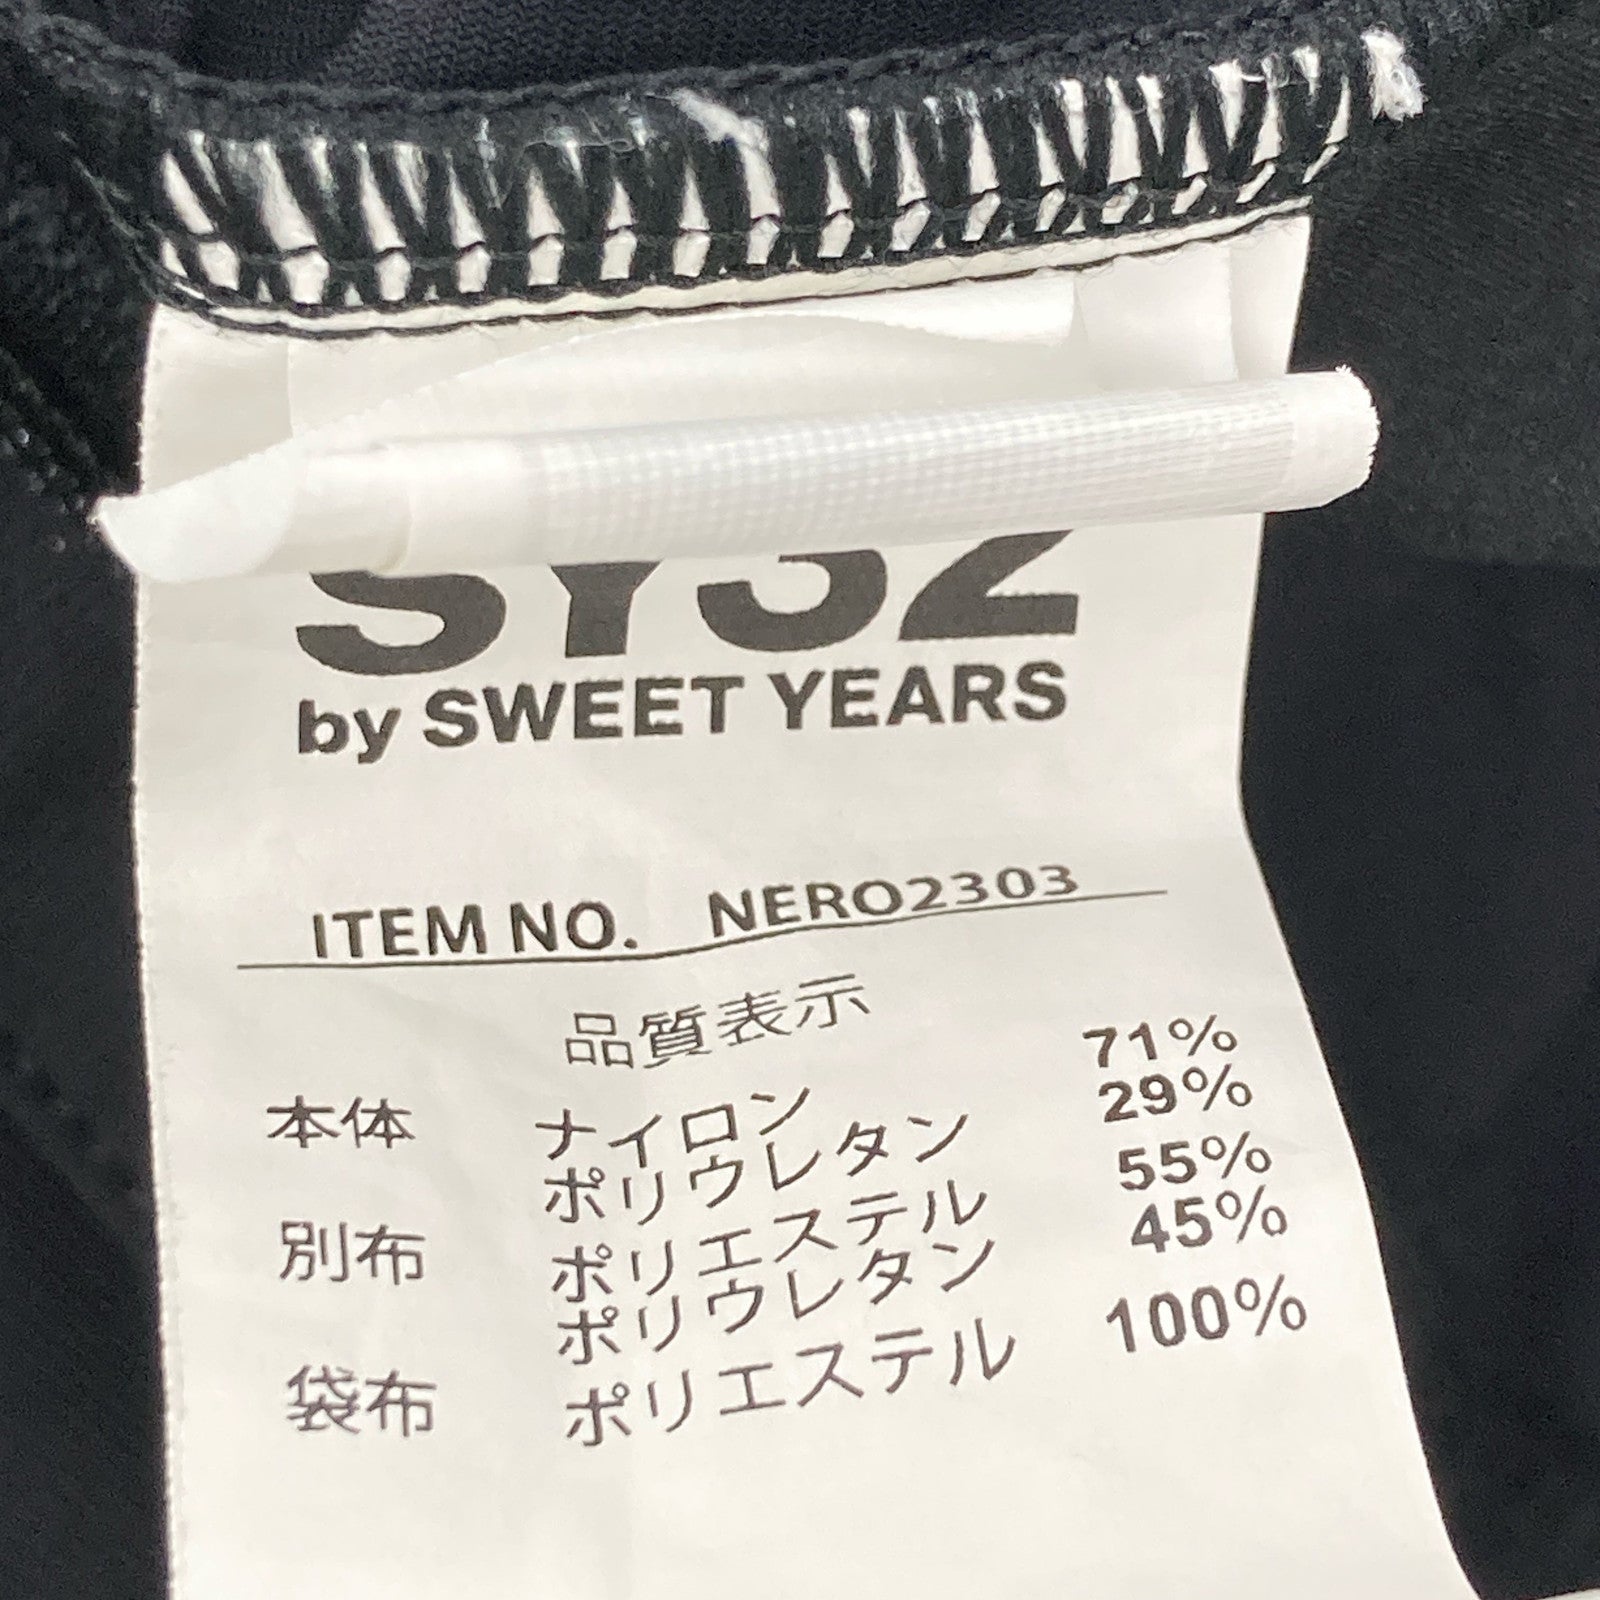 SY32
by SWEET YEARS
ITEM NO. NERO2303
品質表示
本体 ナイロン 71%
ポリウレタン 29%
別布 ポリエステル 55%
ポリウレタン 45%
袋布 ポリエステル 100%